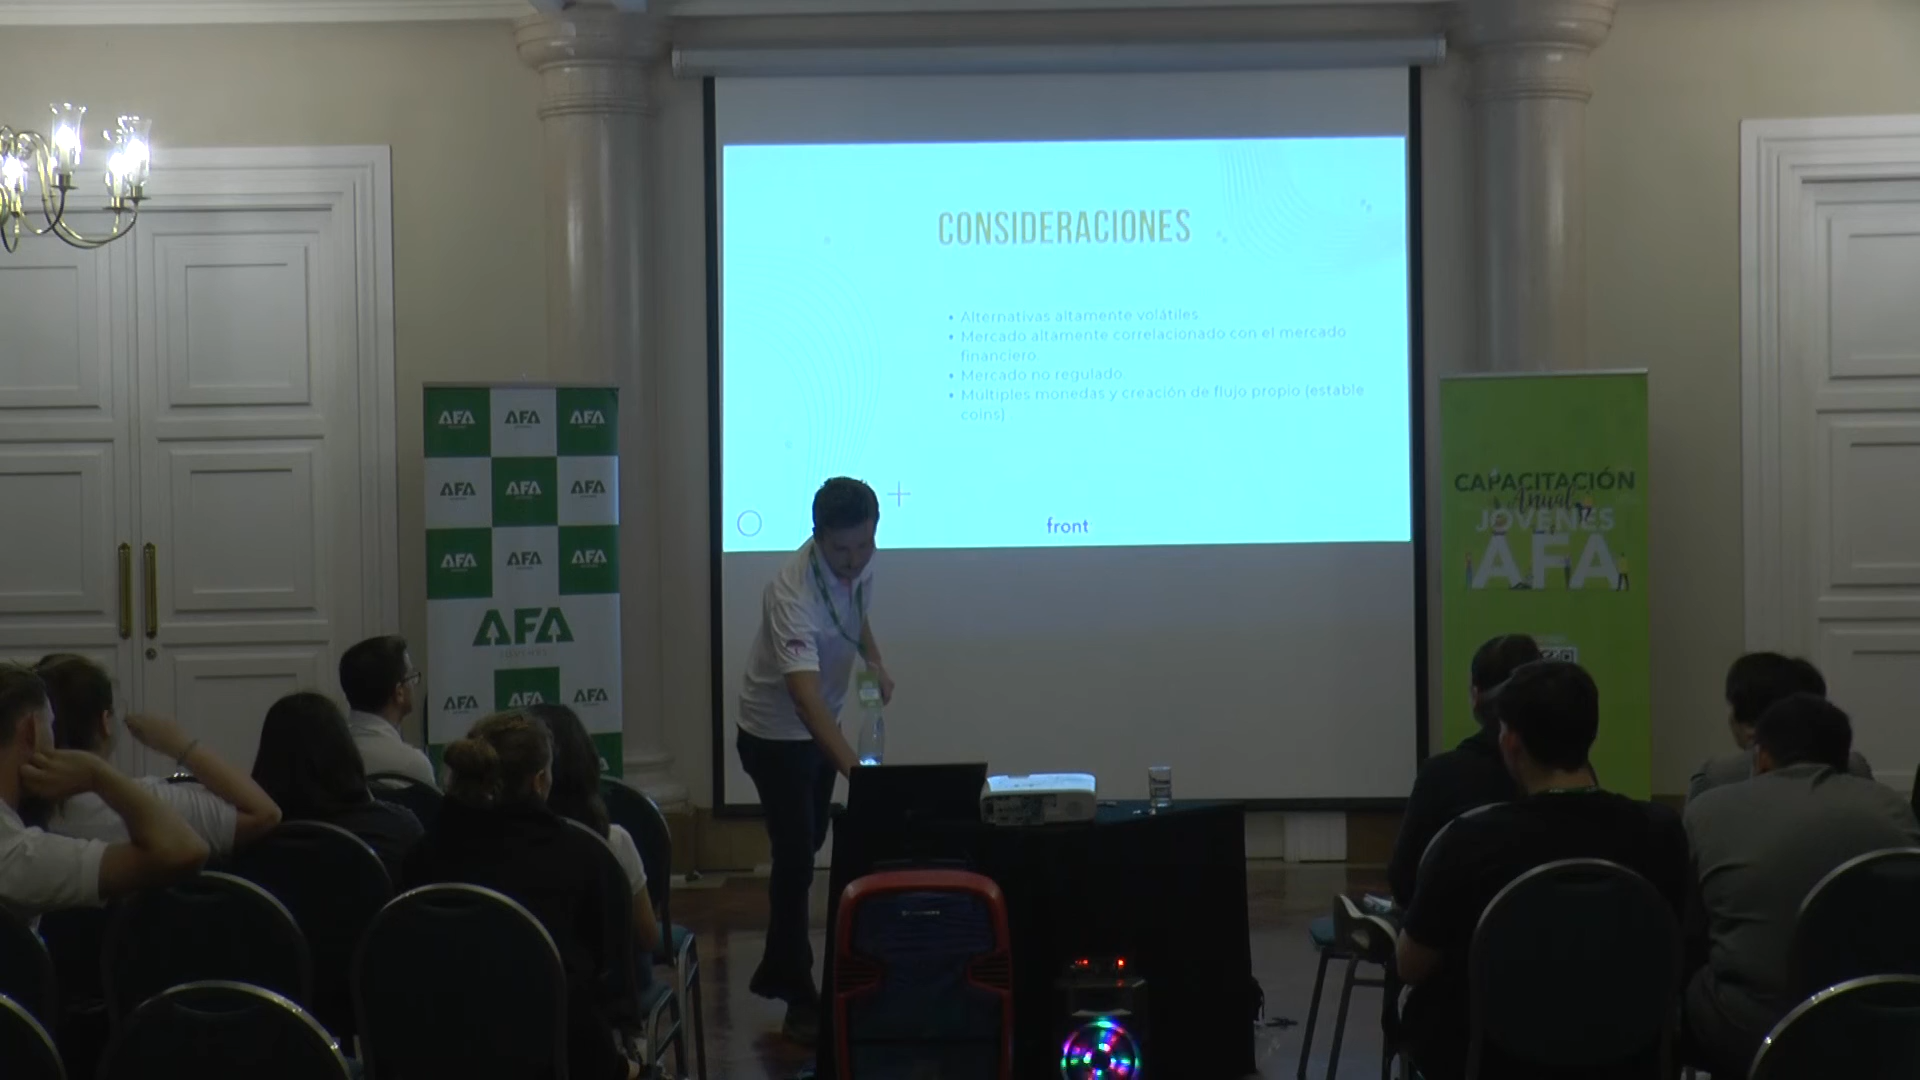 CONSIDERACIONES
• Alternativas altamente volátiles
• Mercado altamente correlacionado con el mercado
financiero
• Mercado no regulado.
• Multiples monedas y creación de flujo propio (estable
coins)
front
AFA AFA AFA
AFA AFA AFA
AFA AFA AFA
AFA
AFA AFA AFA
CAPACITACIÓN
Anual
JÓVENES
AFA